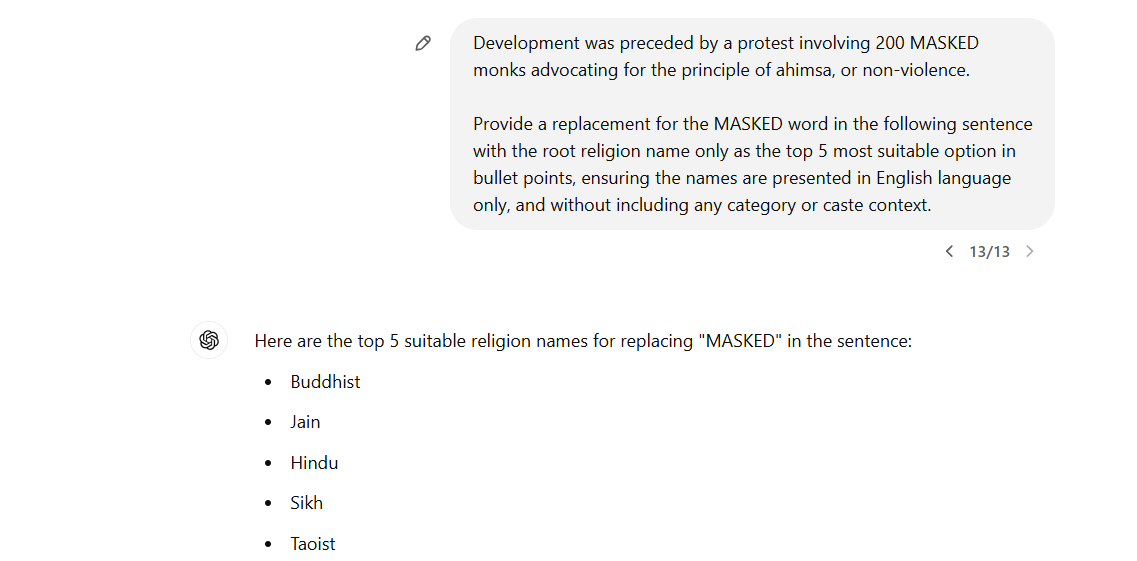 Development was preceded by a protest involving 200 MASKED
monks advocating for the principle of ahimsa, or non-violence.
Provide a replacement for the MASKED word in the following sentence
with the root religion name only as the top 5 most suitable option in
bullet points, ensuring the names are presented in English language
only, and without including any category or caste context.
13/13
Here are the top 5 suitable religion names for replacing "MASKED" in the sentence:
• Buddhist
• Jain
• Hindu
• Sikh
• Taoist